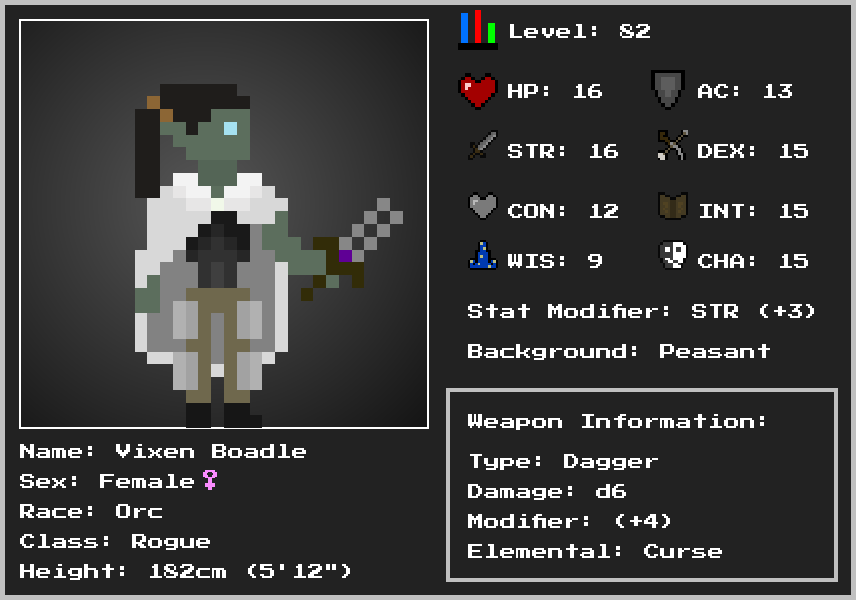 Level: 82
HP: 16 AC: 13
STR: 16 DEX: 15
CON: 12 INT: 15
WIS: 9 CHA: 15
Stat Modifier: STR (+3)
Background: Peasant
Weapon Information:
Type: Dagger
Damage: d6
Modifier: (+4)
Elemental: Curse
Name: Vixen Boadle
Sex: Female♀
Race: Orc
Class: Rogue
Height: 182cm (5'12")